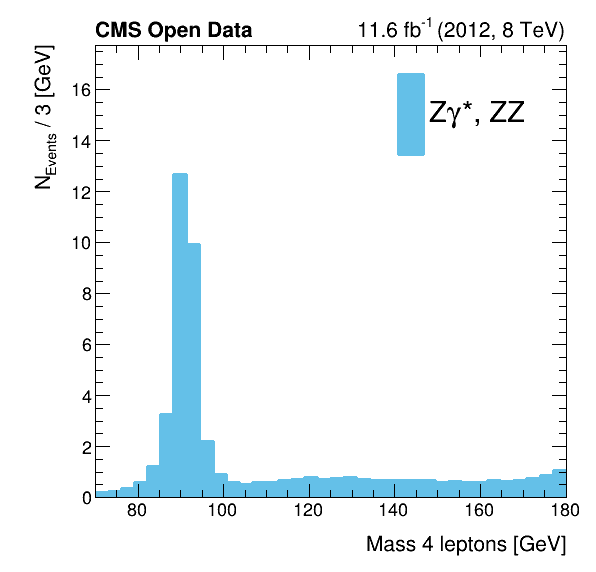 CMS Open Data 11.6 fb⁻¹ (2012, 8 TeV)
N_Events / 3 [GeV]
Zγ*, ZZ
16
14
12
10
8
6
4
2
0
80 100 120 140 160 180
Mass 4 leptons [GeV]